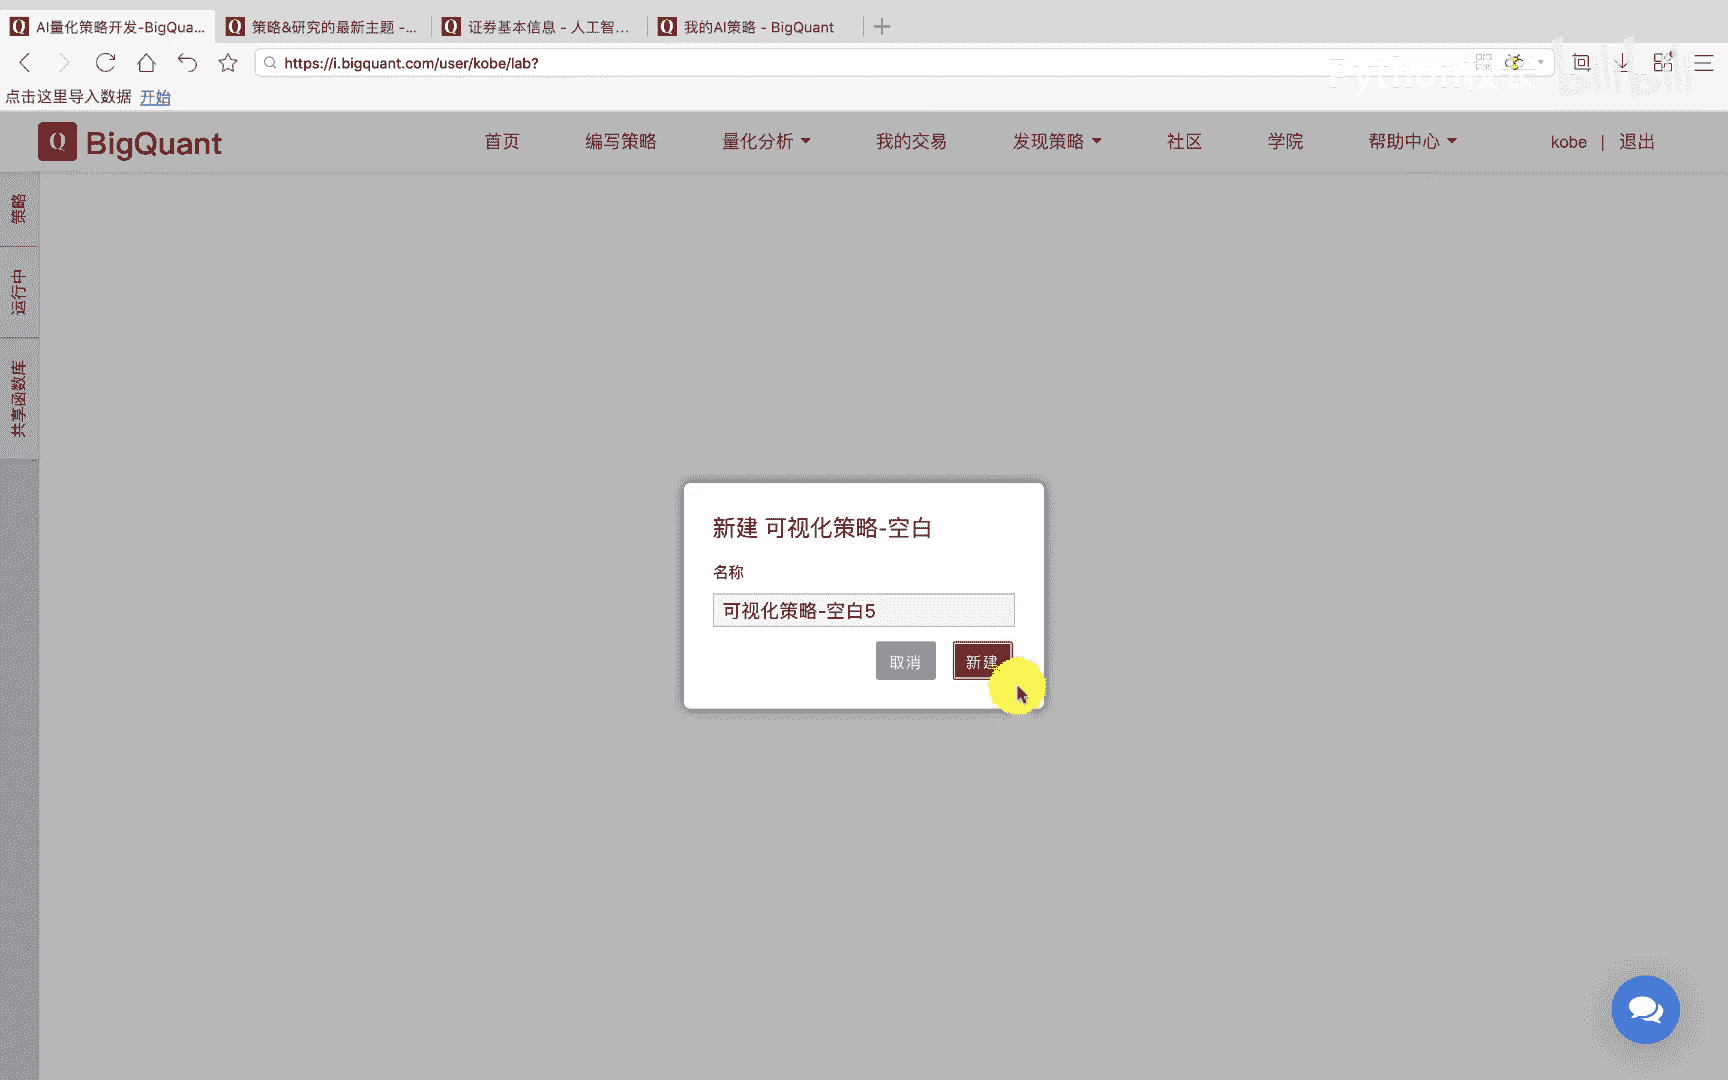 AI量化策略开发-BigQua...
策略&研究的最新主题 -...
证券基本信息 - 人工智...
我的AI策略 - BigQuant
https://i.bigquant.com/user/kobe/lab?
点击这里导入数据 开始
BigQuant
首页
编写策略
量化分析
我的交易
发现策略
社区
学院
帮助中心
kobe | 退出
策略
运行中
共享函数库
新建 可视化策略-空白
名称
可视化策略-空白5
取消
新建